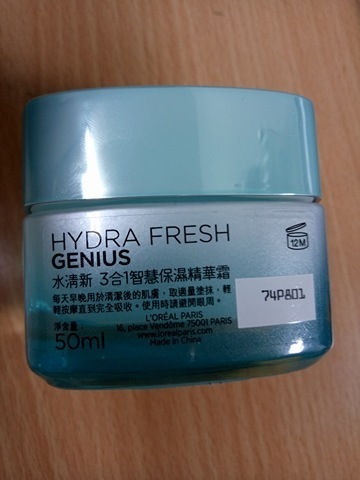 HYDRA FRESH
GENIUS
12M
水清新 3合1智慧保濕精華霜
每天早晚用於清潔後的肌膚，取適量塗抹，輕
輕按摩直到完全吸收。使用時請避開眼周。
74P801
淨含量：
50ml
L'ORÉAL PARIS
16, place Vendôme 75001 PARIS
www.lorealparis.com
Made in China